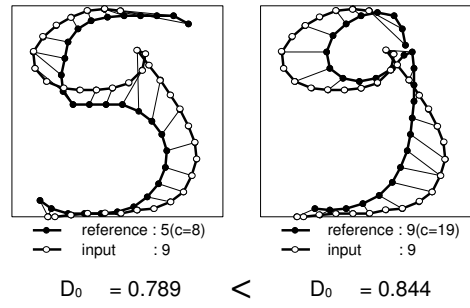 reference : 5(c=8)
input : 9
reference : 9(c=19)
input : 9
D₀ = 0.789 < D₀ = 0.844